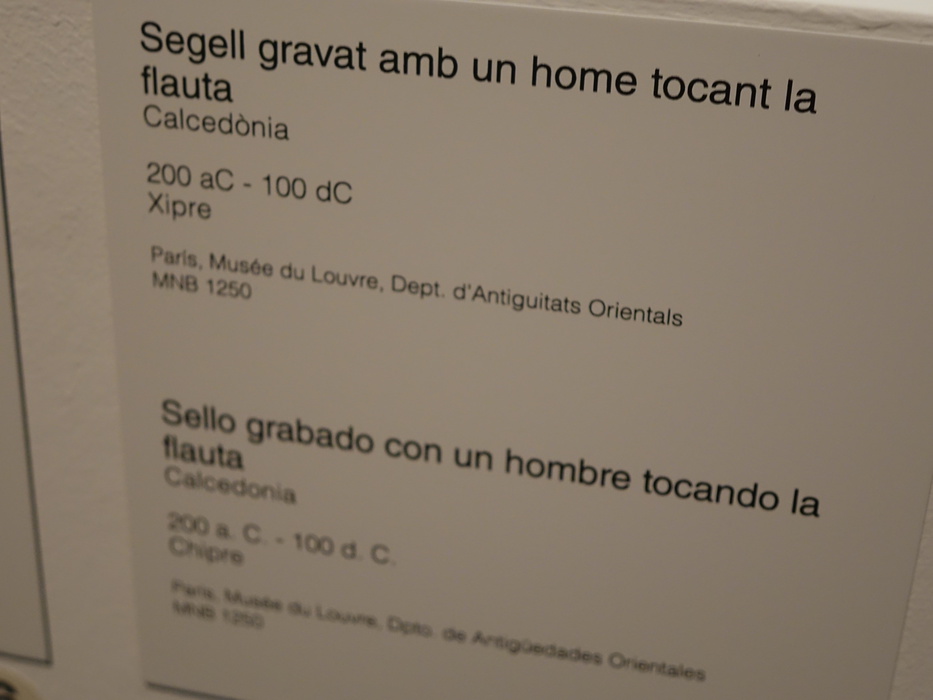 Segell gravat amb un home tocant la
flauta
Calcedònia
200 aC - 100 dC
Xipre
París, Musée du Louvre, Dept. d'Antiguitats Orientals
MNB 1250
Sello grabado con un hombre tocando la
flauta
Calcedonia
200 a. C. - 100 d. C.
Chipre
París, Musée du Louvre, Dpto. de Antigüedades Orientales
MNB 1250